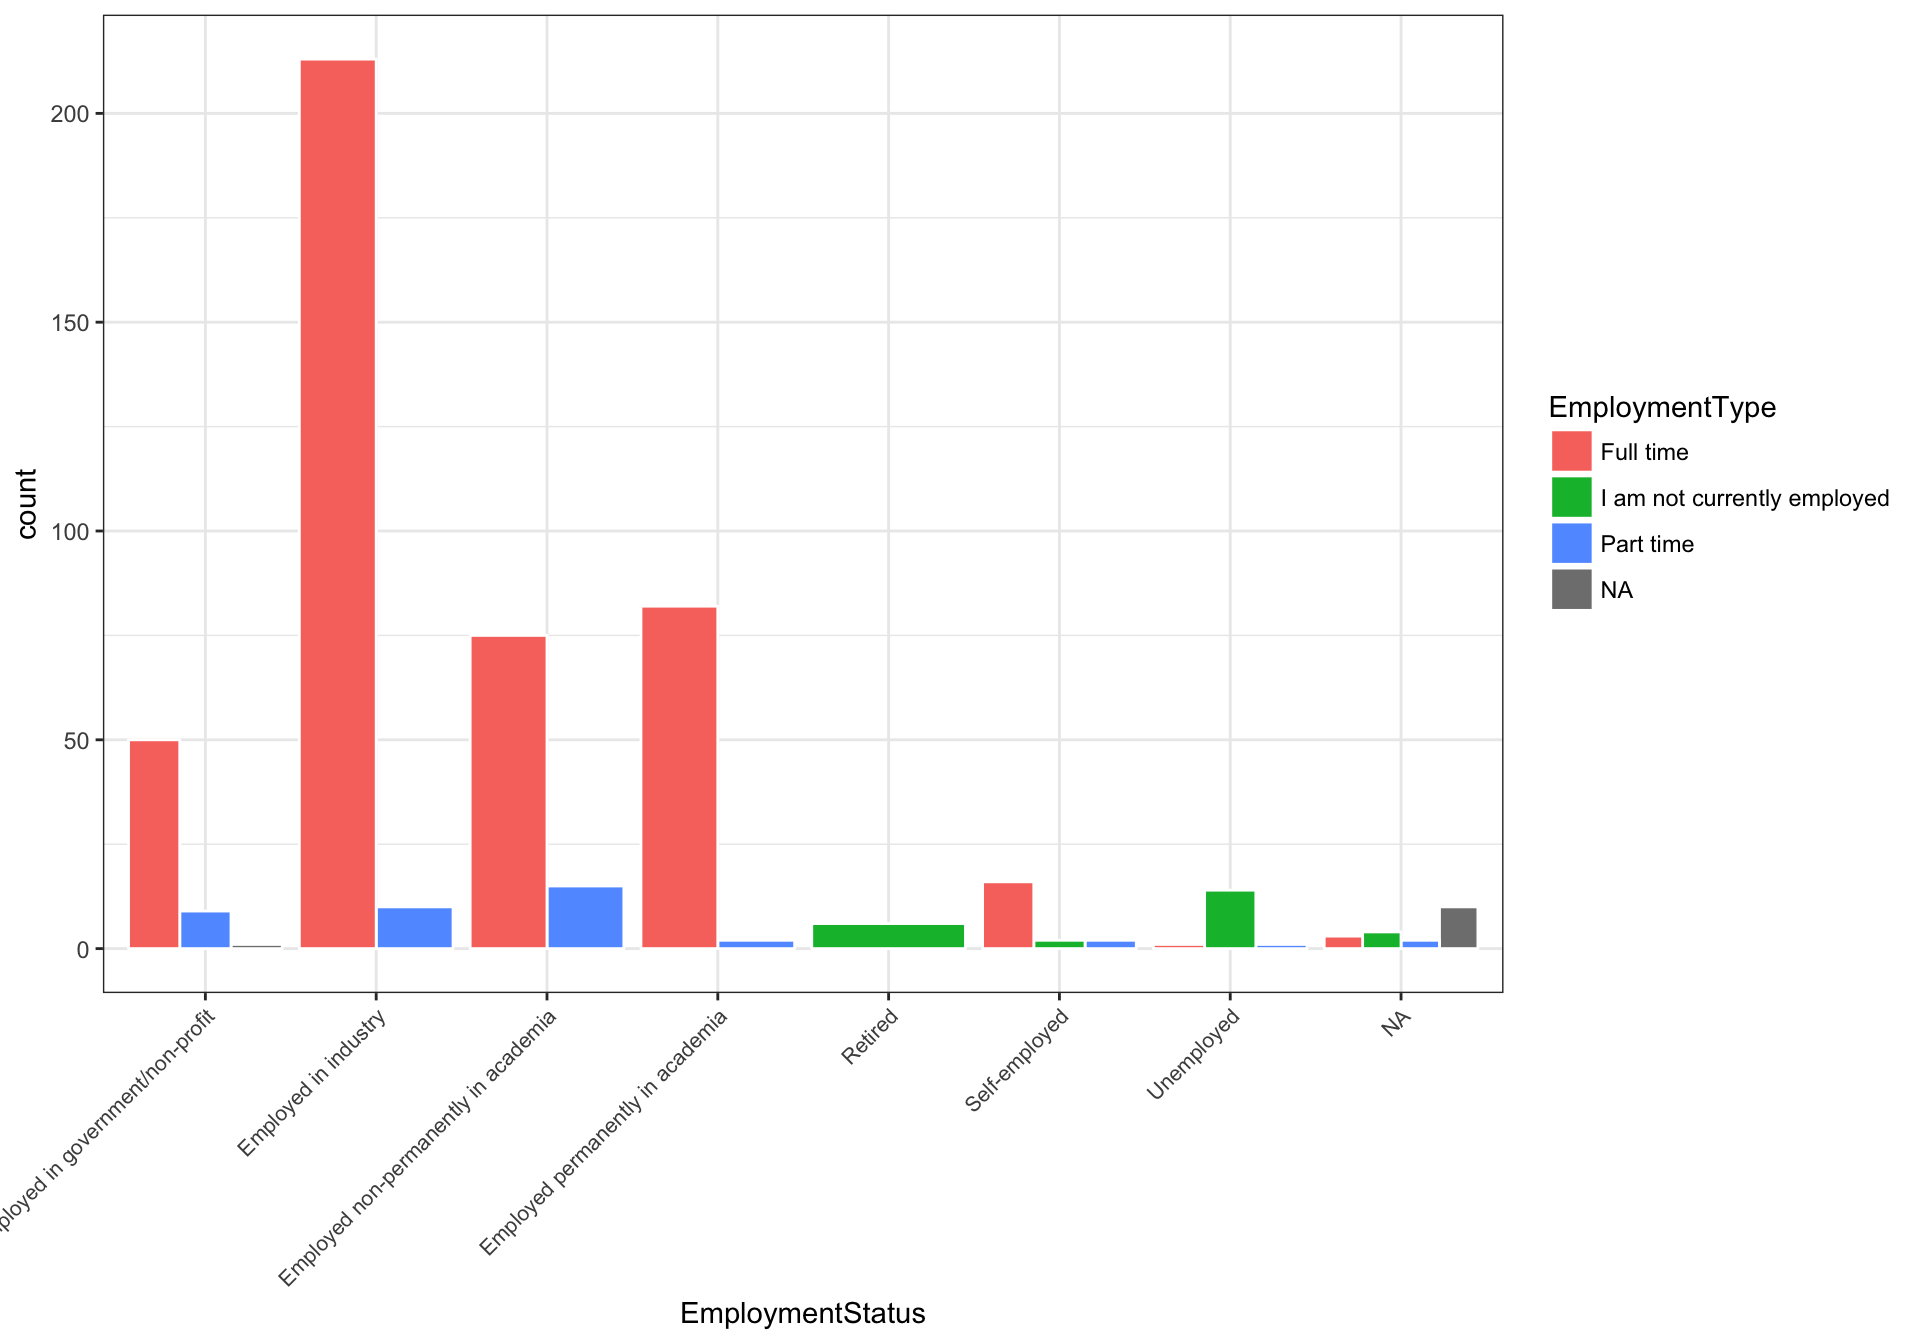 count
200
150
100
50
0
ployed in government/non-profit
Employed in industry
Employed non-permanently in academia
Employed permanently in academia
Retired
Self-employed
Unemployed
NA
EmploymentStatus
EmploymentType
Full time
I am not currently employed
Part time
NA